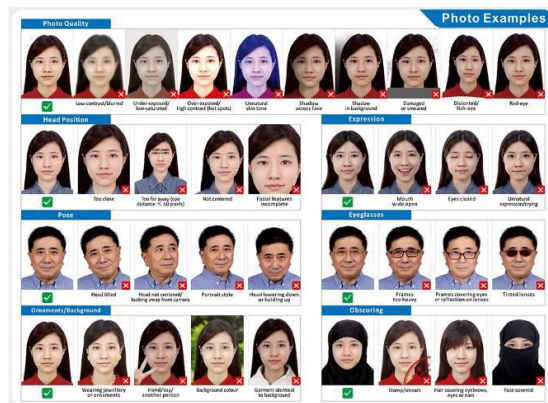 Photo Examples
Photo Quality
Low contrast/blurred
Under-exposed/
low-saturated
Over-exposed/
high contrast (hot spots)
Unnatural
skin tone
Shadow
across face
Shadow
in background
Damaged
or smeared
Distorted/
fish-eye
Red-eye
Head Position
Too close
Too far away (eye
distance < 60 pixels)
Not centered
Facial features
incomplete
Expression
Mouth
wide open
Eyes closed
Unnatural
expression/crying
Pose
Head tilted
Head not centered/
looking away from camera
Portrait style
Head lowering down
or holding up
Eyeglasses
Frames
too heavy
Frames covering eyes
or reflection on lenses
Tinted lenses
Ornaments/Background
Wearing jewellery
or ornaments
Hand/toy/
another person
Background colour
Garment identical
to background
Obscuring
Stamp/smears
Hair covering eyebrows,
eyes or ears
Face covered